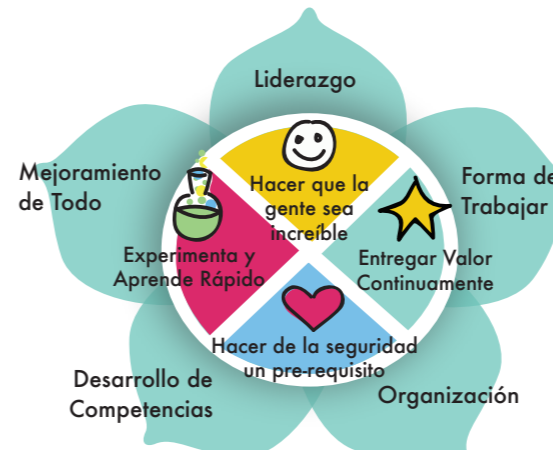 Liderazgo
Mejoramiento
de Todo
Forma de
Trabajar
Hacer que la
gente sea
increíble
Experimenta y
Aprende Rápido
Entregar Valor
Continuamente
Hacer de la seguridad
un pre-requisito
Desarrollo de
Competencias
Organización